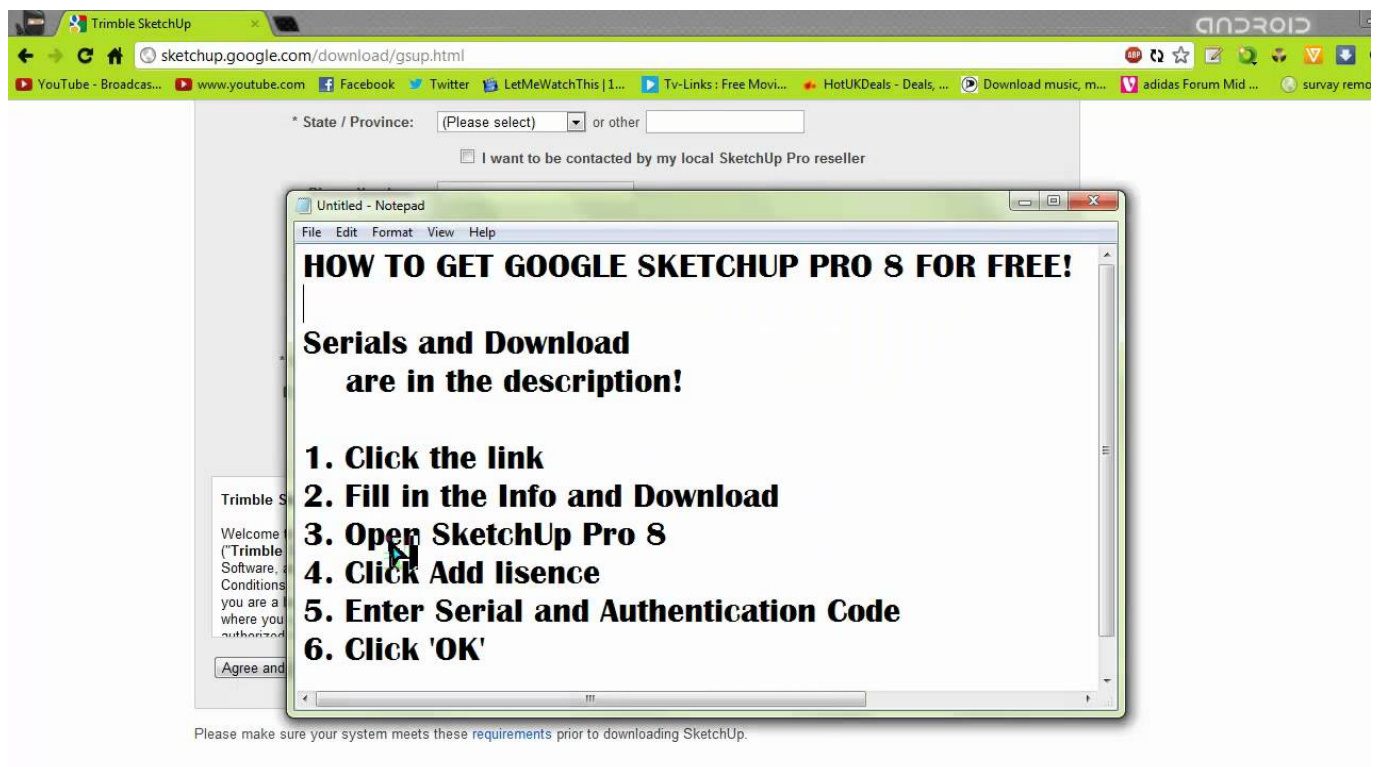 Trimble SketchUp
ANDROID
sketchup.google.com/download/gsup.html
YouTube - Broadcas... www.youtube.com Facebook Twitter LetMeWatchThis | 1... Tv-Links : Free Movi... HotUKDeals - Deals, ... Download music, m... adidas Forum Mid ... survay remo
* State / Province: (Please select) or other
I want to be contacted by my local SketchUp Pro reseller
Untitled - Notepad
File Edit Format View Help
HOW TO GET GOOGLE SKETCHUP PRO 8 FOR FREE!
Serials and Download
are in the description!
1. Click the link
2. Fill in the Info and Download
3. Open SketchUp Pro 8
4. Click Add lisence
5. Enter Serial and Authentication Code
6. Click 'OK'
Trimble S
Welcome
("Trimble
Software,
Conditions
you are a
where you
authorized
Agree and
Please make sure your system meets these requirements prior to downloading SketchUp.